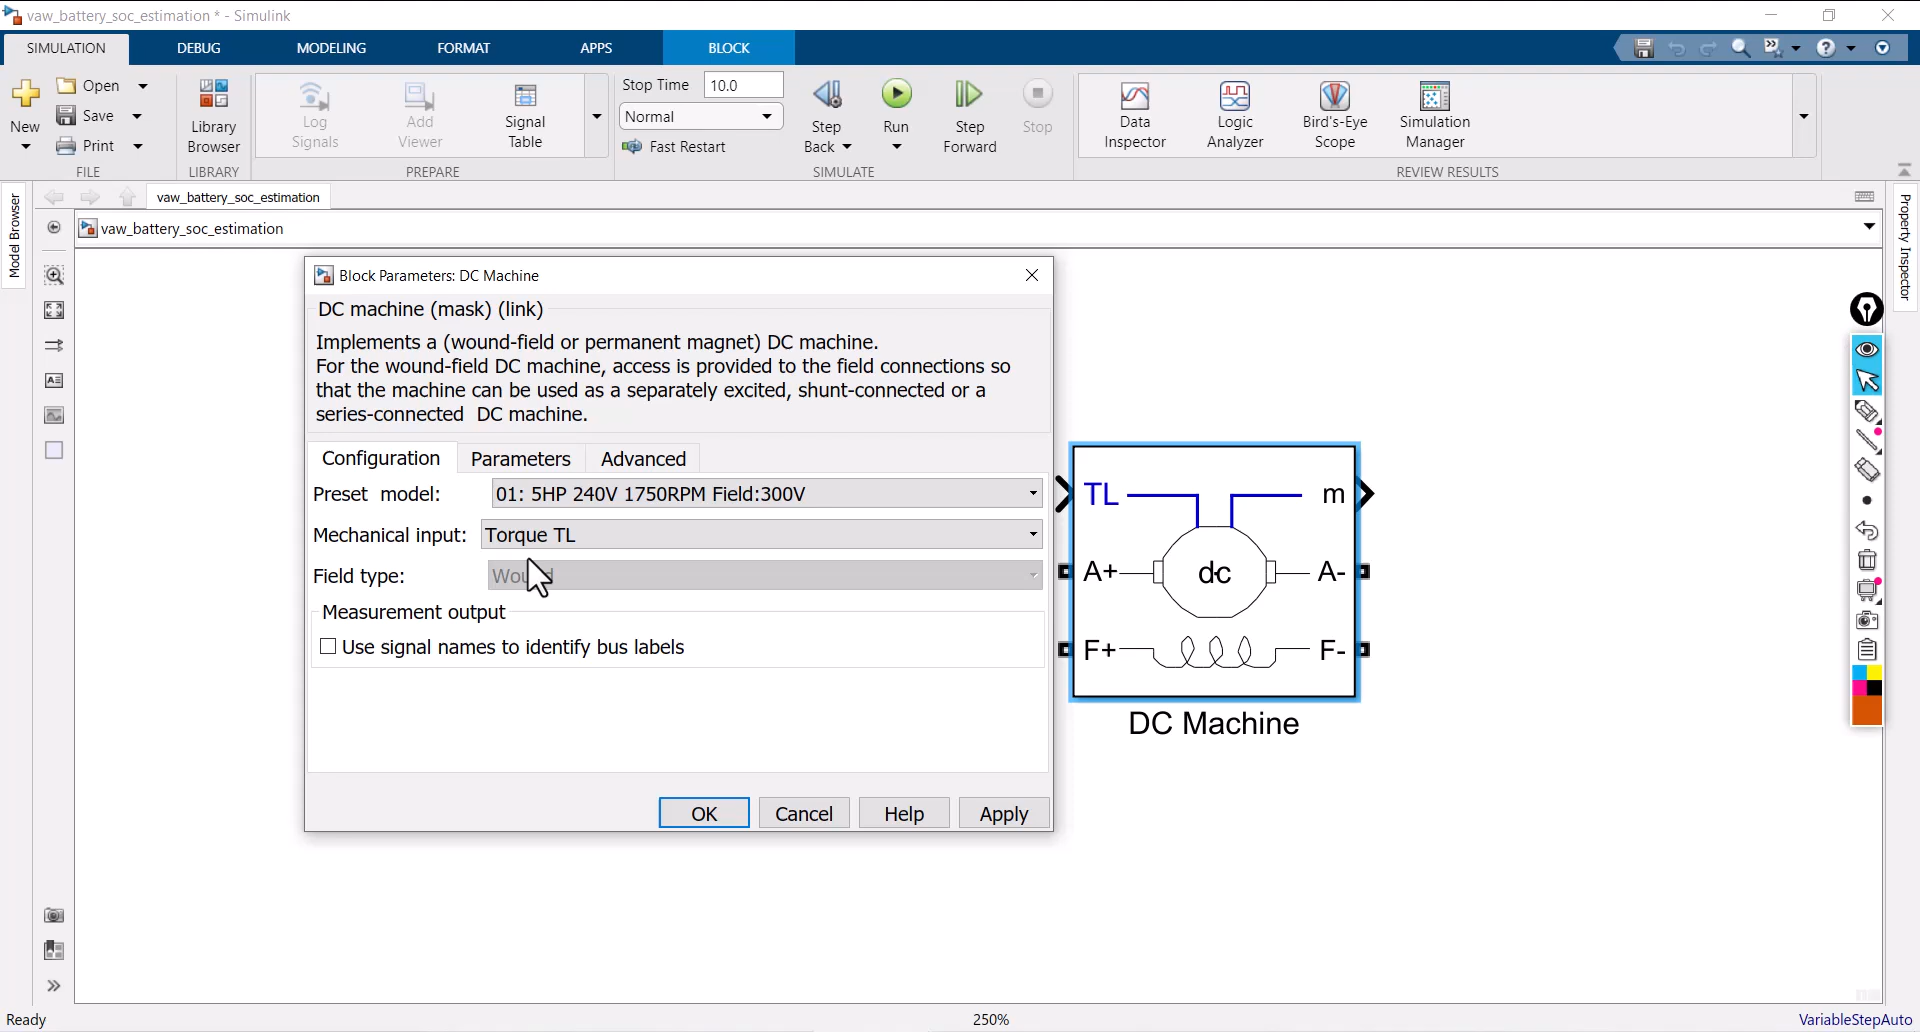 vaw_battery_soc_estimation * - Simulink
SIMULATION
DEBUG
MODELING
FORMAT
APPS
BLOCK
New
Open
Save
Print
FILE
Library
Browser
LIBRARY
Log
Signals
Add
Viewer
Signal
Table
PREPARE
Stop Time 10.0
Normal
Fast Restart
Step
Back
Run
Step
Forward
Stop
SIMULATE
Data
Inspector
Logic
Analyzer
Bird's-Eye
Scope
Simulation
Manager
REVIEW RESULTS
Model Browser
vaw_battery_soc_estimation
vaw_battery_soc_estimation
Property Inspector
Block Parameters: DC Machine
DC machine (mask) (link)
Implements a (wound-field or permanent magnet) DC machine.
For the wound-field DC machine, access is provided to the field connections so
that the machine can be used as a separately excited, shunt-connected or a
series-connected DC machine.
Configuration
Parameters
Advanced
Preset model: 01: 5HP 240V 1750RPM Field:300V
Mechanical input: Torque TL
Field type:
Measurement output
Use signal names to identify bus labels
OK
Cancel
Help
Apply
TL
m
A+
dc
A-
F+
F-
DC Machine
Ready
250%
VariableStepAuto